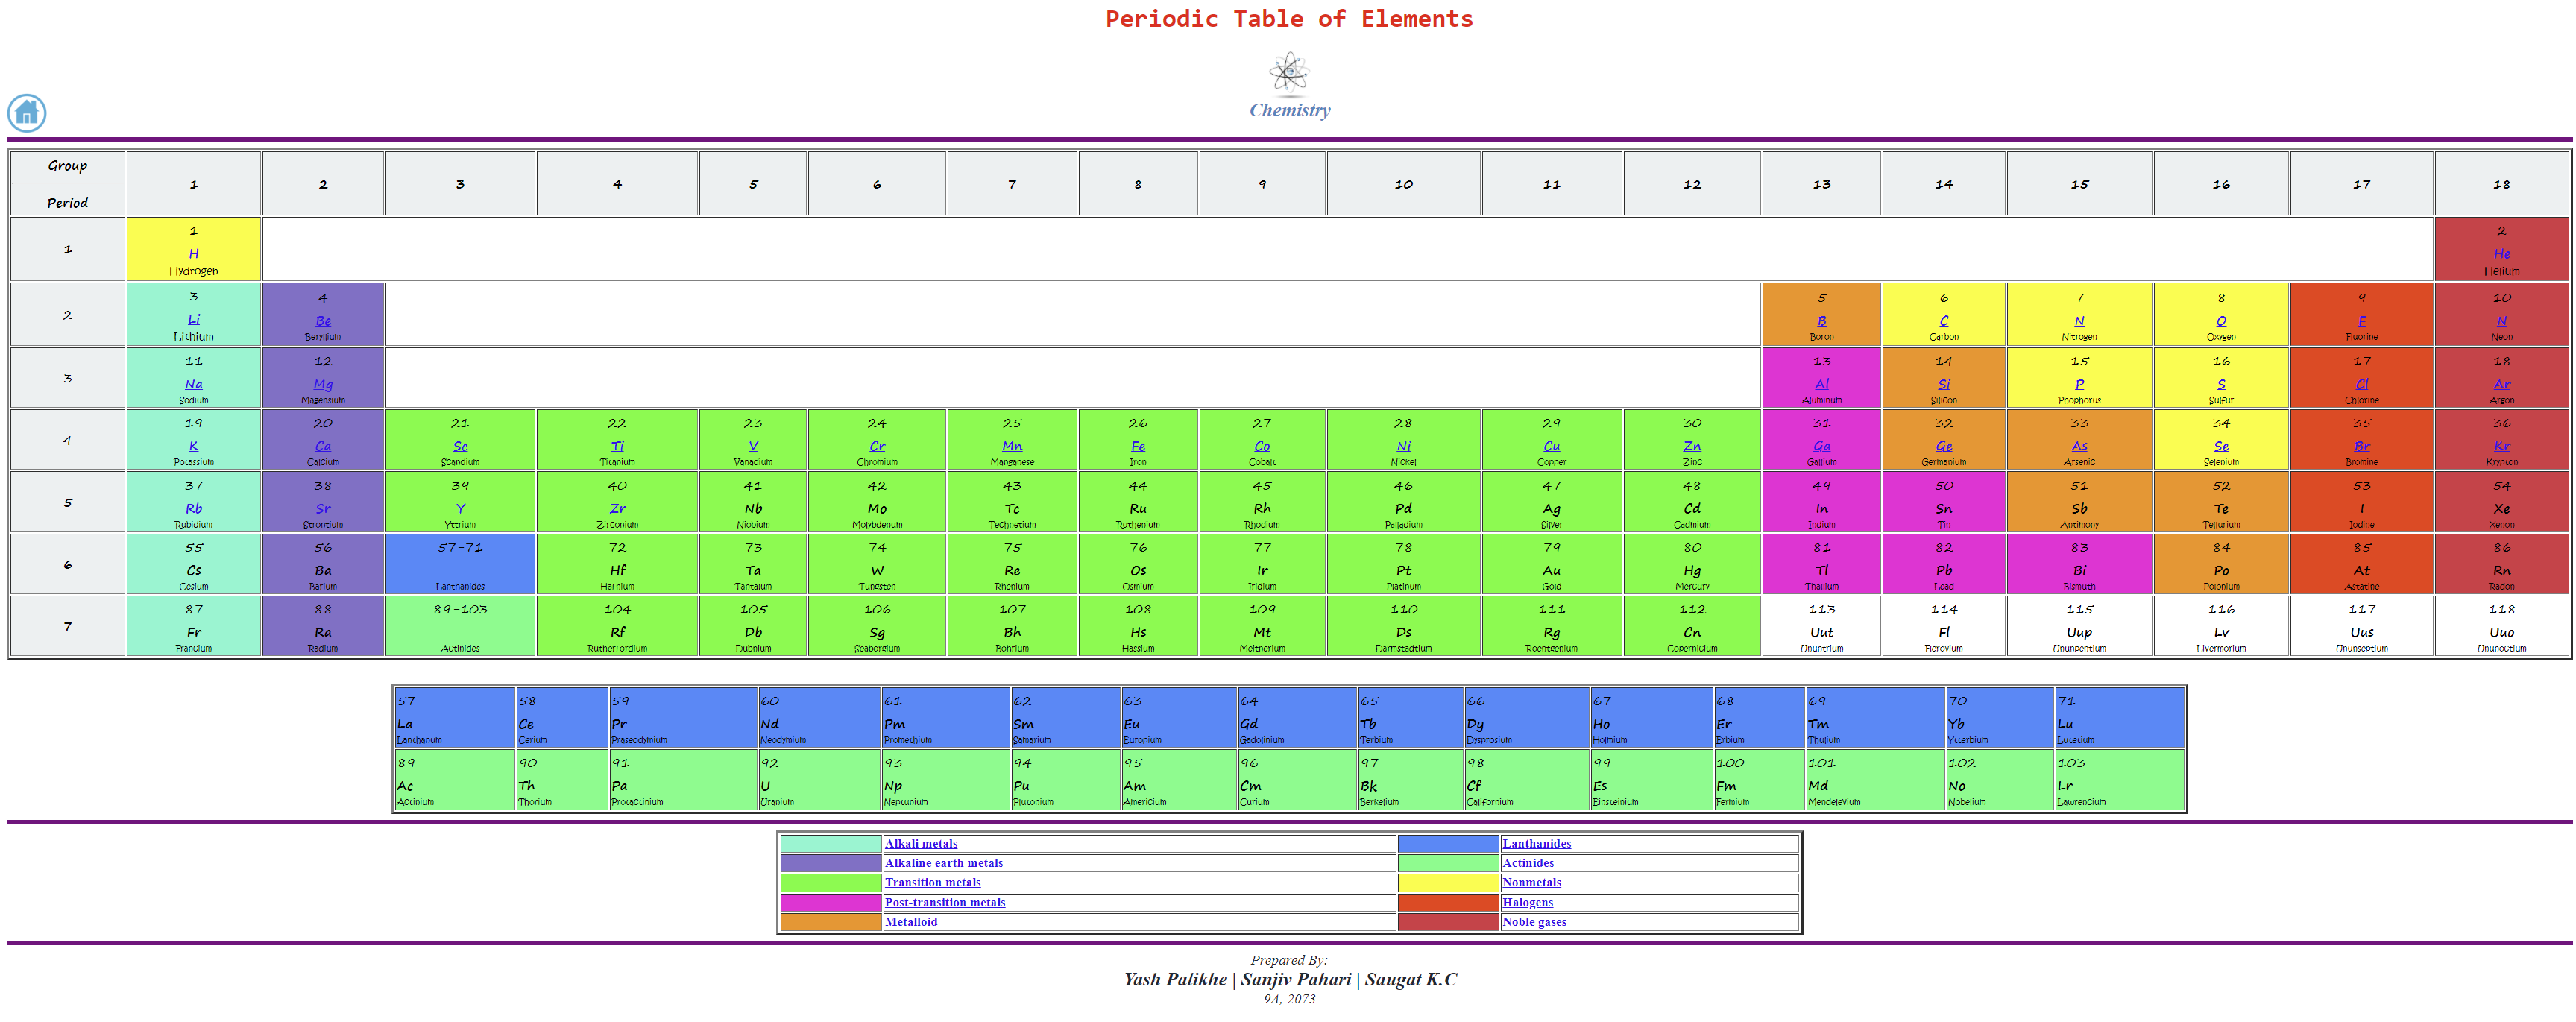 Periodic Table of Elements
Chemistry
Group
Period
1 2 3 4 5 6 7 8 9 10 11 12 13 14 15 16 17 18
1
1 2
H He
Hydrogen Helium
2
3 4 5 6 7 8 9 10
Li Be B C N O F N
Lithium Beryllium Boron Carbon Nitrogen Oxygen Fluorine Neon
3
11 12 13 14 15 16 17 18
Na Mg Al Si P S Cl Ar
Sodium Magensium Aluminum Silicon Phophorus Sulfur Chlorine Argon
4
19 20 21 22 23 24 25 26 27 28 29 30 31 32 33 34 35 36
K Ca Sc Ti V Cr Mn Fe Co Ni Cu Zn Ga Ge As Se Br Kr
Potassium Calcium Scandium Titanium Vanadium Chromium Manganese Iron Cobalt Nickel Copper Zinc Gallium Germanium Arsenic Selenium Bromine Krypton
5
37 38 39 40 41 42 43 44 45 46 47 48 49 50 51 52 53 54
Rb Sr Y Zr Nb Mo Tc Ru Rh Pd Ag Cd In Sn Sb Te I Xe
Rubidium Strontium Yttrium Zirconium Niobium Molybdenum Technetium Ruthenium Rhodium Palladium Silver Cadmium Indium Tin Antimony Tellurium Iodine Xenon
6
55 56 57-71 72 73 74 75 76 77 78 79 80 81 82 83 84 85 86
Cs Ba Hf Ta W Re Os Ir Pt Au Hg Tl Pb Bi Po At Rn
Cesium Barium Lanthanides Hafnium Tantalum Tungsten Rhenium Osmium Iridium Platinum Gold Mercury Thallium Lead Bismuth Polonium Astatine Radon
7
87 88 89-103 104 105 106 107 108 109 110 111 112 113 114 115 116 117 118
Fr Ra Rf Db Sg Bh Hs Mt Ds Rg Cn Uut Fl Uup Lv Uus Uuo
Francium Radium Actinides Rutherfordium Dubnium Seaborgium Bohrium Hassium Meitnerium Darmstadtium Roentgenium Copernicium Ununtrium Flerovium Ununpentium Livermorium Ununseptium Ununoctium
57 58 59 60 61 62 63 64 65 66 67 68 69 70 71
La Ce Pr Nd Pm Sm Eu Gd Tb Dy Ho Er Tm Yb Lu
Lanthanum Cerium Praseodymium Neodymium Promethium Samarium Europium Gadolinium Terbium Dysprosium Holmium Erbium Thulium Ytterbium Lutetium
89 90 91 92 93 94 95 96 97 98 99 100 101 102 103
Ac Th Pa U Np Pu Am Cm Bk Cf Es Fm Md No Lr
Actinium Thorium Protactinium Uranium Neptunium Plutonium Americium Curium Berkelium Californium Einsteinium Fermium Mendelevium Nobelium Lawrencium
Alkali metals Lanthanides
Alkaline earth metals Actinides
Transition metals Nonmetals
Post-transition metals Halogens
Metalloid Noble gases
Prepared By:
Yash Palikhe | Sanjiv Pahari | Saugat K.C
9A, 2073